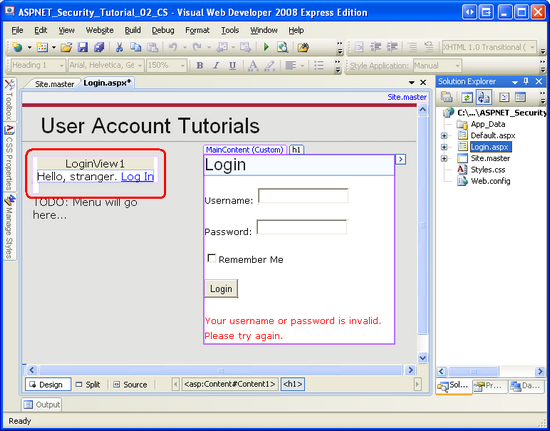 ASPNET_Security_Tutorial_02_CS - Visual Web Developer 2008 Express Edition
File Edit View Website Build Debug Format Tools Window Help
XHTML 1.0 Transitional (
Heading 1 Arial, Helvetica, Ge 150% B I U Style Application: Manual
Toolbox
CSS Properties
Manage Styles
Site.master Login.aspx*
Site.master
User Account Tutorials
LoginView1
Hello, stranger. Log In
TODO: Menu will go
here...
MainContent (Custom) h1
Login
Username:
Password:
Remember Me
Login
Your username or password is invalid.
Please try again.
Design Split Source <asp:Content#Content1> <h1>
Output
Ready
Solution Explorer
C:\...\ASPNET_Security
App_Data
Default.aspx
Login.aspx
Site.master
Styles.css
Web.config
Sol... Pr... Da...